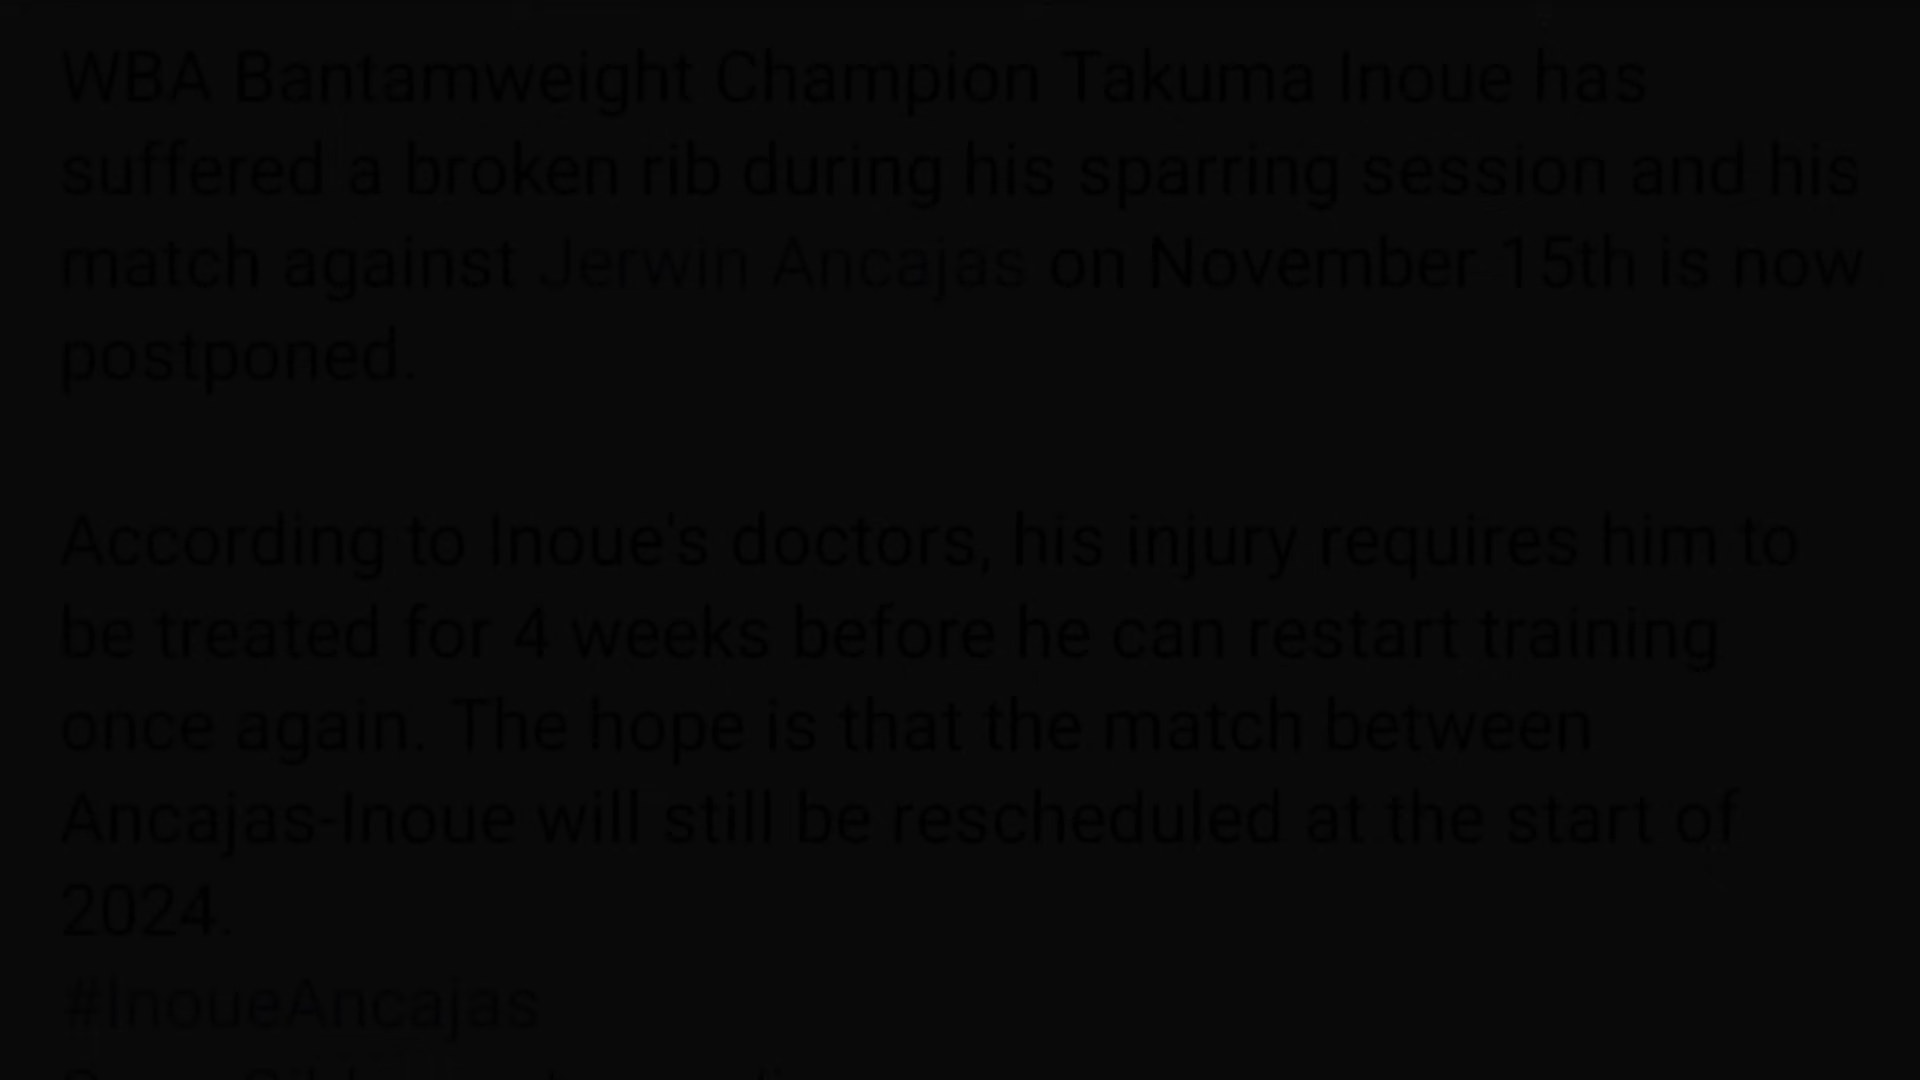 WBA Bantamweight Champion Takuma Inoue has
suffered a broken rib during his sparring session and his
match against Jerwin Ancajas on November 15th is now
postponed.
According to Inoue's doctors, his injury requires him to
be treated for 4 weeks before he can restart training
once again. The hope is that the match between
Ancajas-Inoue will still be rescheduled at the start of
2024.
#InoueAncajas